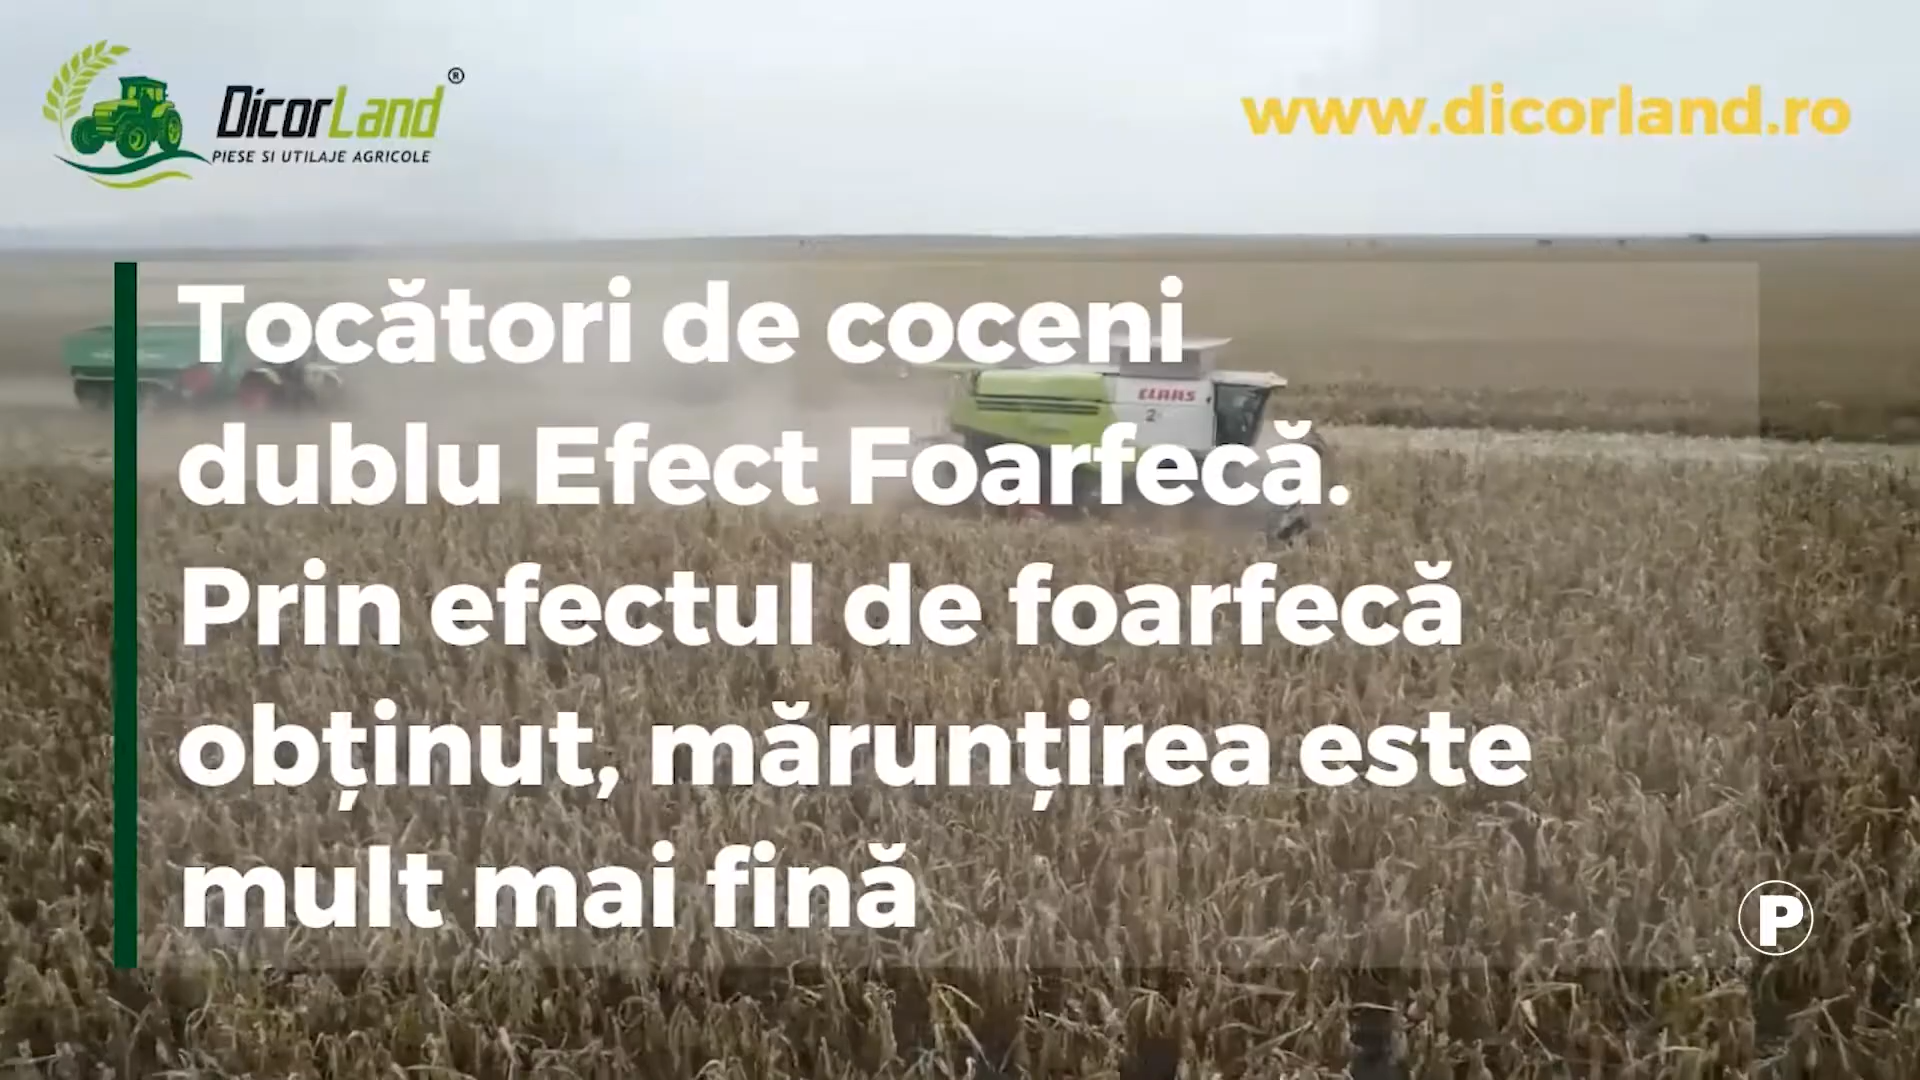 DicorLand®
PIESE SI UTILAJE AGRICOLE
www.dicorland.ro
Tocători de coceni
dublu Efect Foarfecă.
CLAAS
Prin efectul de foarfecă
obținut, mărunțirea este
mult mai fină
P